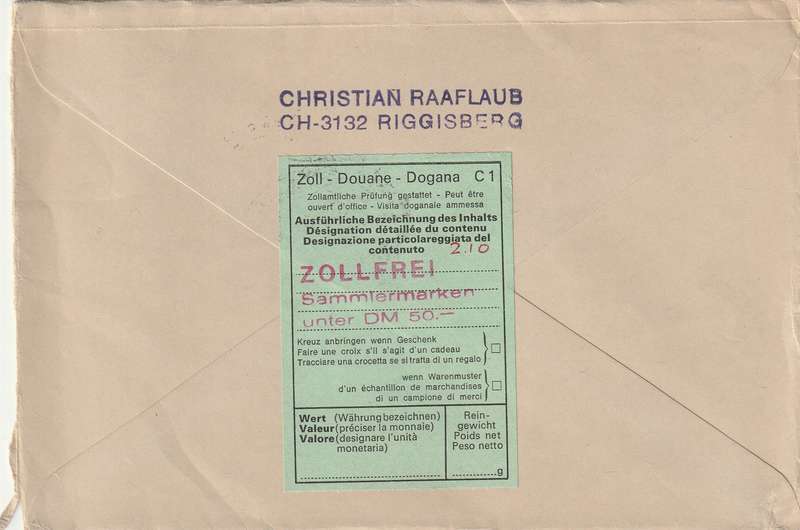 CHRISTIAN RAAFLAUB
CH-3132 RIGGISBERG
Zoll - Douane - Dogana C 1
Zollamtliche Prüfung gestattet - Peut être
ouvert d'office - Visita doganale ammessa
Ausführliche Bezeichnung des Inhalts
Désignation détaillée du contenu
Designazione particolareggiata del
contenuto 2.10
ZOLLFREI
Sammlermarken
unter DM 50.—
Kreuz anbringen wenn Geschenk
Faire une croix s'il s'agit d'un cadeau
Tracciare una crocetta se si tratta di un regalo
wenn Warenmuster
d'un échantillon de marchandises
di un campione di merci
Wert (Währung bezeichnen)
Valeur (préciser la monnaie)
Valore (designare l'unità
monetaria)
Rein-
gewicht
Poids net
Peso netto
g